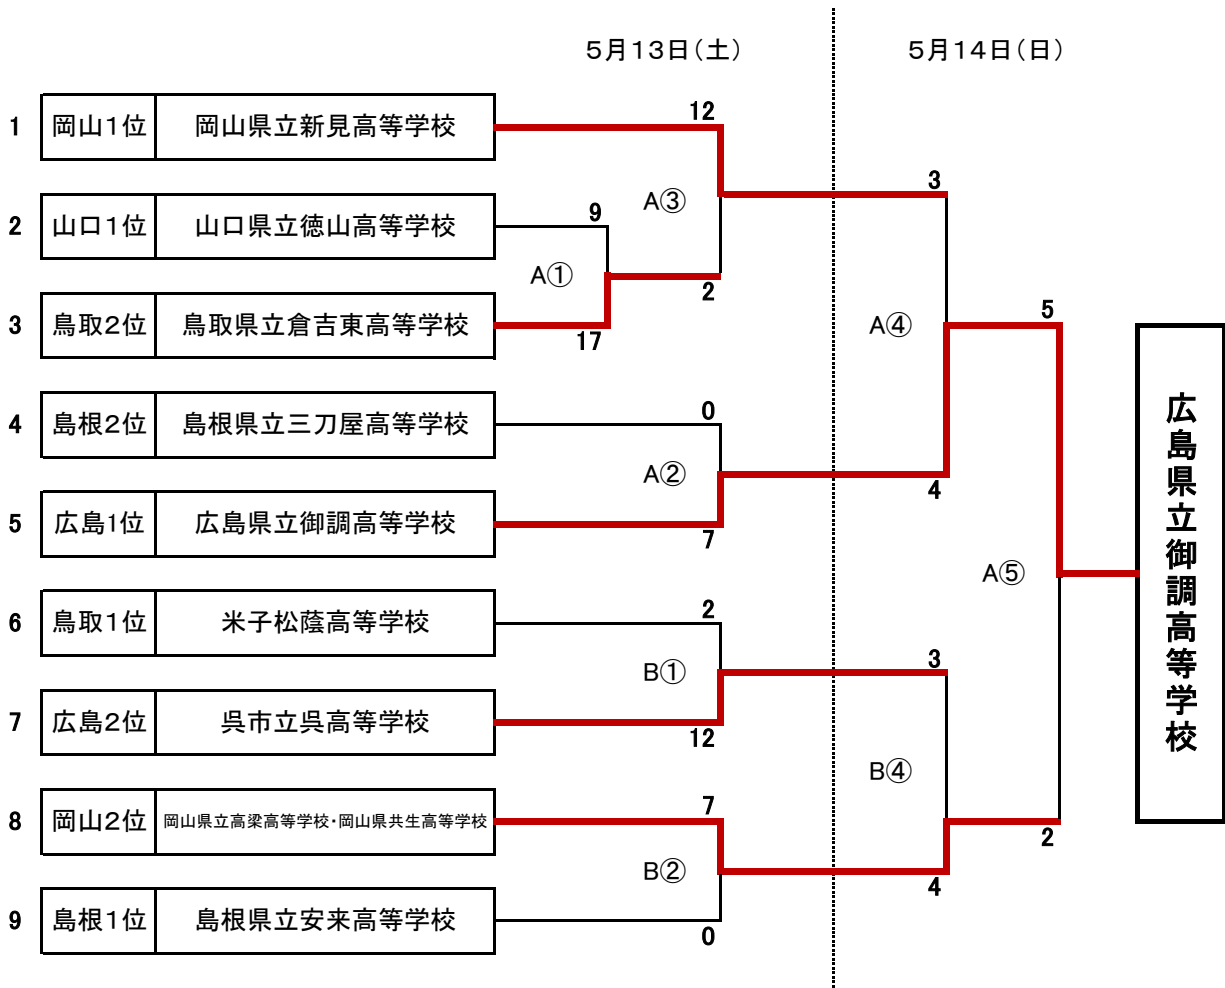 5月13日(土)
5月14日(日)
1 岡山1位 岡山県立新見高等学校
2 山口1位 山口県立徳山高等学校
3 鳥取2位 鳥取県立倉吉東高等学校
4 島根2位 島根県立三刀屋高等学校
5 広島1位 広島県立御調高等学校
6 鳥取1位 米子松蔭高等学校
7 広島2位 呉市立呉高等学校
8 岡山2位 岡山県立高梁高等学校・岡山県共生高等学校
9 島根1位 島根県立安来高等学校
12
A③
2
9
A①
17
0
A②
7
2
B①
12
7
B②
0
3
A④
4
3
B④
4
5
A⑤
2
広島県立御調高等学校